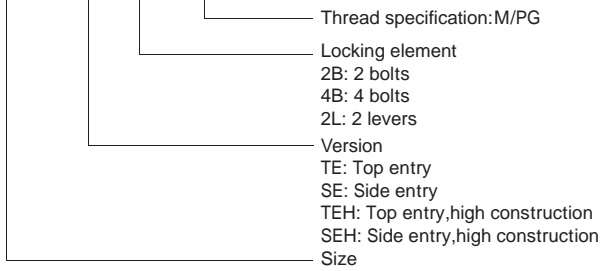 Thread specification:M/PG
Locking element
2B: 2 bolts
4B: 4 bolts
2L: 2 levers
Version
TE: Top entry
SE: Side entry
TEH: Top entry,high construction
SEH: Side entry,high construction
Size